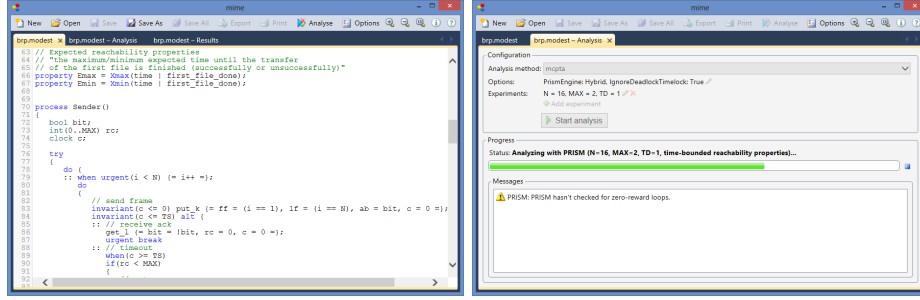 mime
New Open Save Save As Save All Export Print Analyse Options
brp.modest × brp.modest – Analysis brp.modest – Results
63 // Expected reachability properties
64 // "the maximum/minimum expected time until the transfer
65 // of the first file is finished (successfully or unsuccessfully)"
66 property Emax = Xmax(time | first_file_done);
67 property Emin = Xmin(time | first_file_done);
68
69
70 process Sender()
71 {
72 bool bit;
73 int(0..MAX) rc;
74 clock c;
75
76 try
77 {
78 do {
79 :: when urgent(i < N) {= i++ =};
80 do
81 {
82 // send frame
83 invariant(c <= 0) put_k {= ff = (i == 1), lf = (i == N), ab = bit, c = 0 =};
84 invariant(c <= TS) alt {
85 :: // receive ack
86 get_l {= bit = !bit, rc = 0, c = 0 =};
87 urgent break
88 :: // timeout
89 when(c >= TS)
90 if(rc < MAX)
91 {
92
mime
New Open Save Save As Save All Export Print Analyse Options
brp.modest brp.modest – Analysis ×
Configuration
Analysis method: mcpta
Options: PrismEngine: Hybrid, IgnoreDeadlockTimelock: True
Experiments: N = 16, MAX = 2, TD = 1
Add experiment
Start analysis
Progress
Status: Analyzing with PRISM (N=16, MAX=2, TD=1, time-bounded reachability properties)...
Messages
PRISM: PRISM hasn't checked for zero-reward loops.